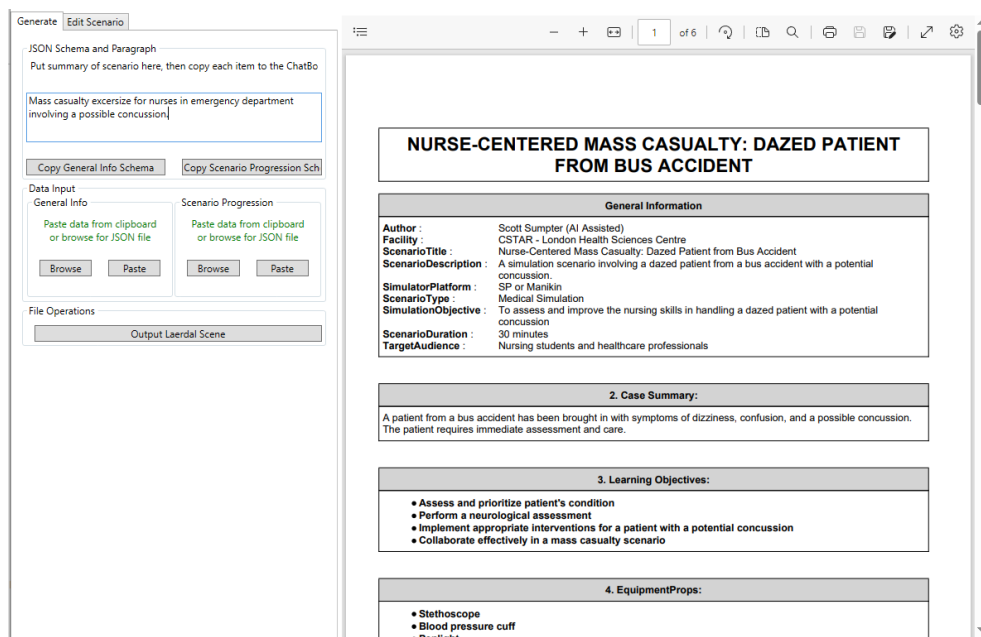 Generate Edit Scenario
JSON Schema and Paragraph
Put summary of scenario here, then copy each item to the ChatBo
Mass casualty excersize for nurses in emergency department
involving a possible concussion.
Copy General Info Schema Copy Scenario Progression Sch
Data Input
General Info Scenario Progression
Paste data from clipboard Paste data from clipboard
or browse for JSON file or browse for JSON file
Browse Paste Browse Paste
File Operations
Output Laerdal Scene
1 of 6
NURSE-CENTERED MASS CASUALTY: DAZED PATIENT
FROM BUS ACCIDENT
General Information
Author : Scott Sumpter (AI Assisted)
Facility : CSTAR - London Health Sciences Centre
ScenarioTitle : Nurse-Centered Mass Casualty: Dazed Patient from Bus Accident
ScenarioDescription : A simulation scenario involving a dazed patient from a bus accident with a potential
concussion.
SimulatorPlatform : SP or Manikin
ScenarioType : Medical Simulation
SimulationObjective : To assess and improve the nursing skills in handling a dazed patient with a potential
concussion
ScenarioDuration : 30 minutes
TargetAudience : Nursing students and healthcare professionals
2. Case Summary:
A patient from a bus accident has been brought in with symptoms of dizziness, confusion, and a possible concussion.
The patient requires immediate assessment and care.
3. Learning Objectives:
● Assess and prioritize patient's condition
● Perform a neurological assessment
● Implement appropriate interventions for a patient with a potential concussion
● Collaborate effectively in a mass casualty scenario
4. EquipmentProps:
● Stethoscope
● Blood pressure cuff